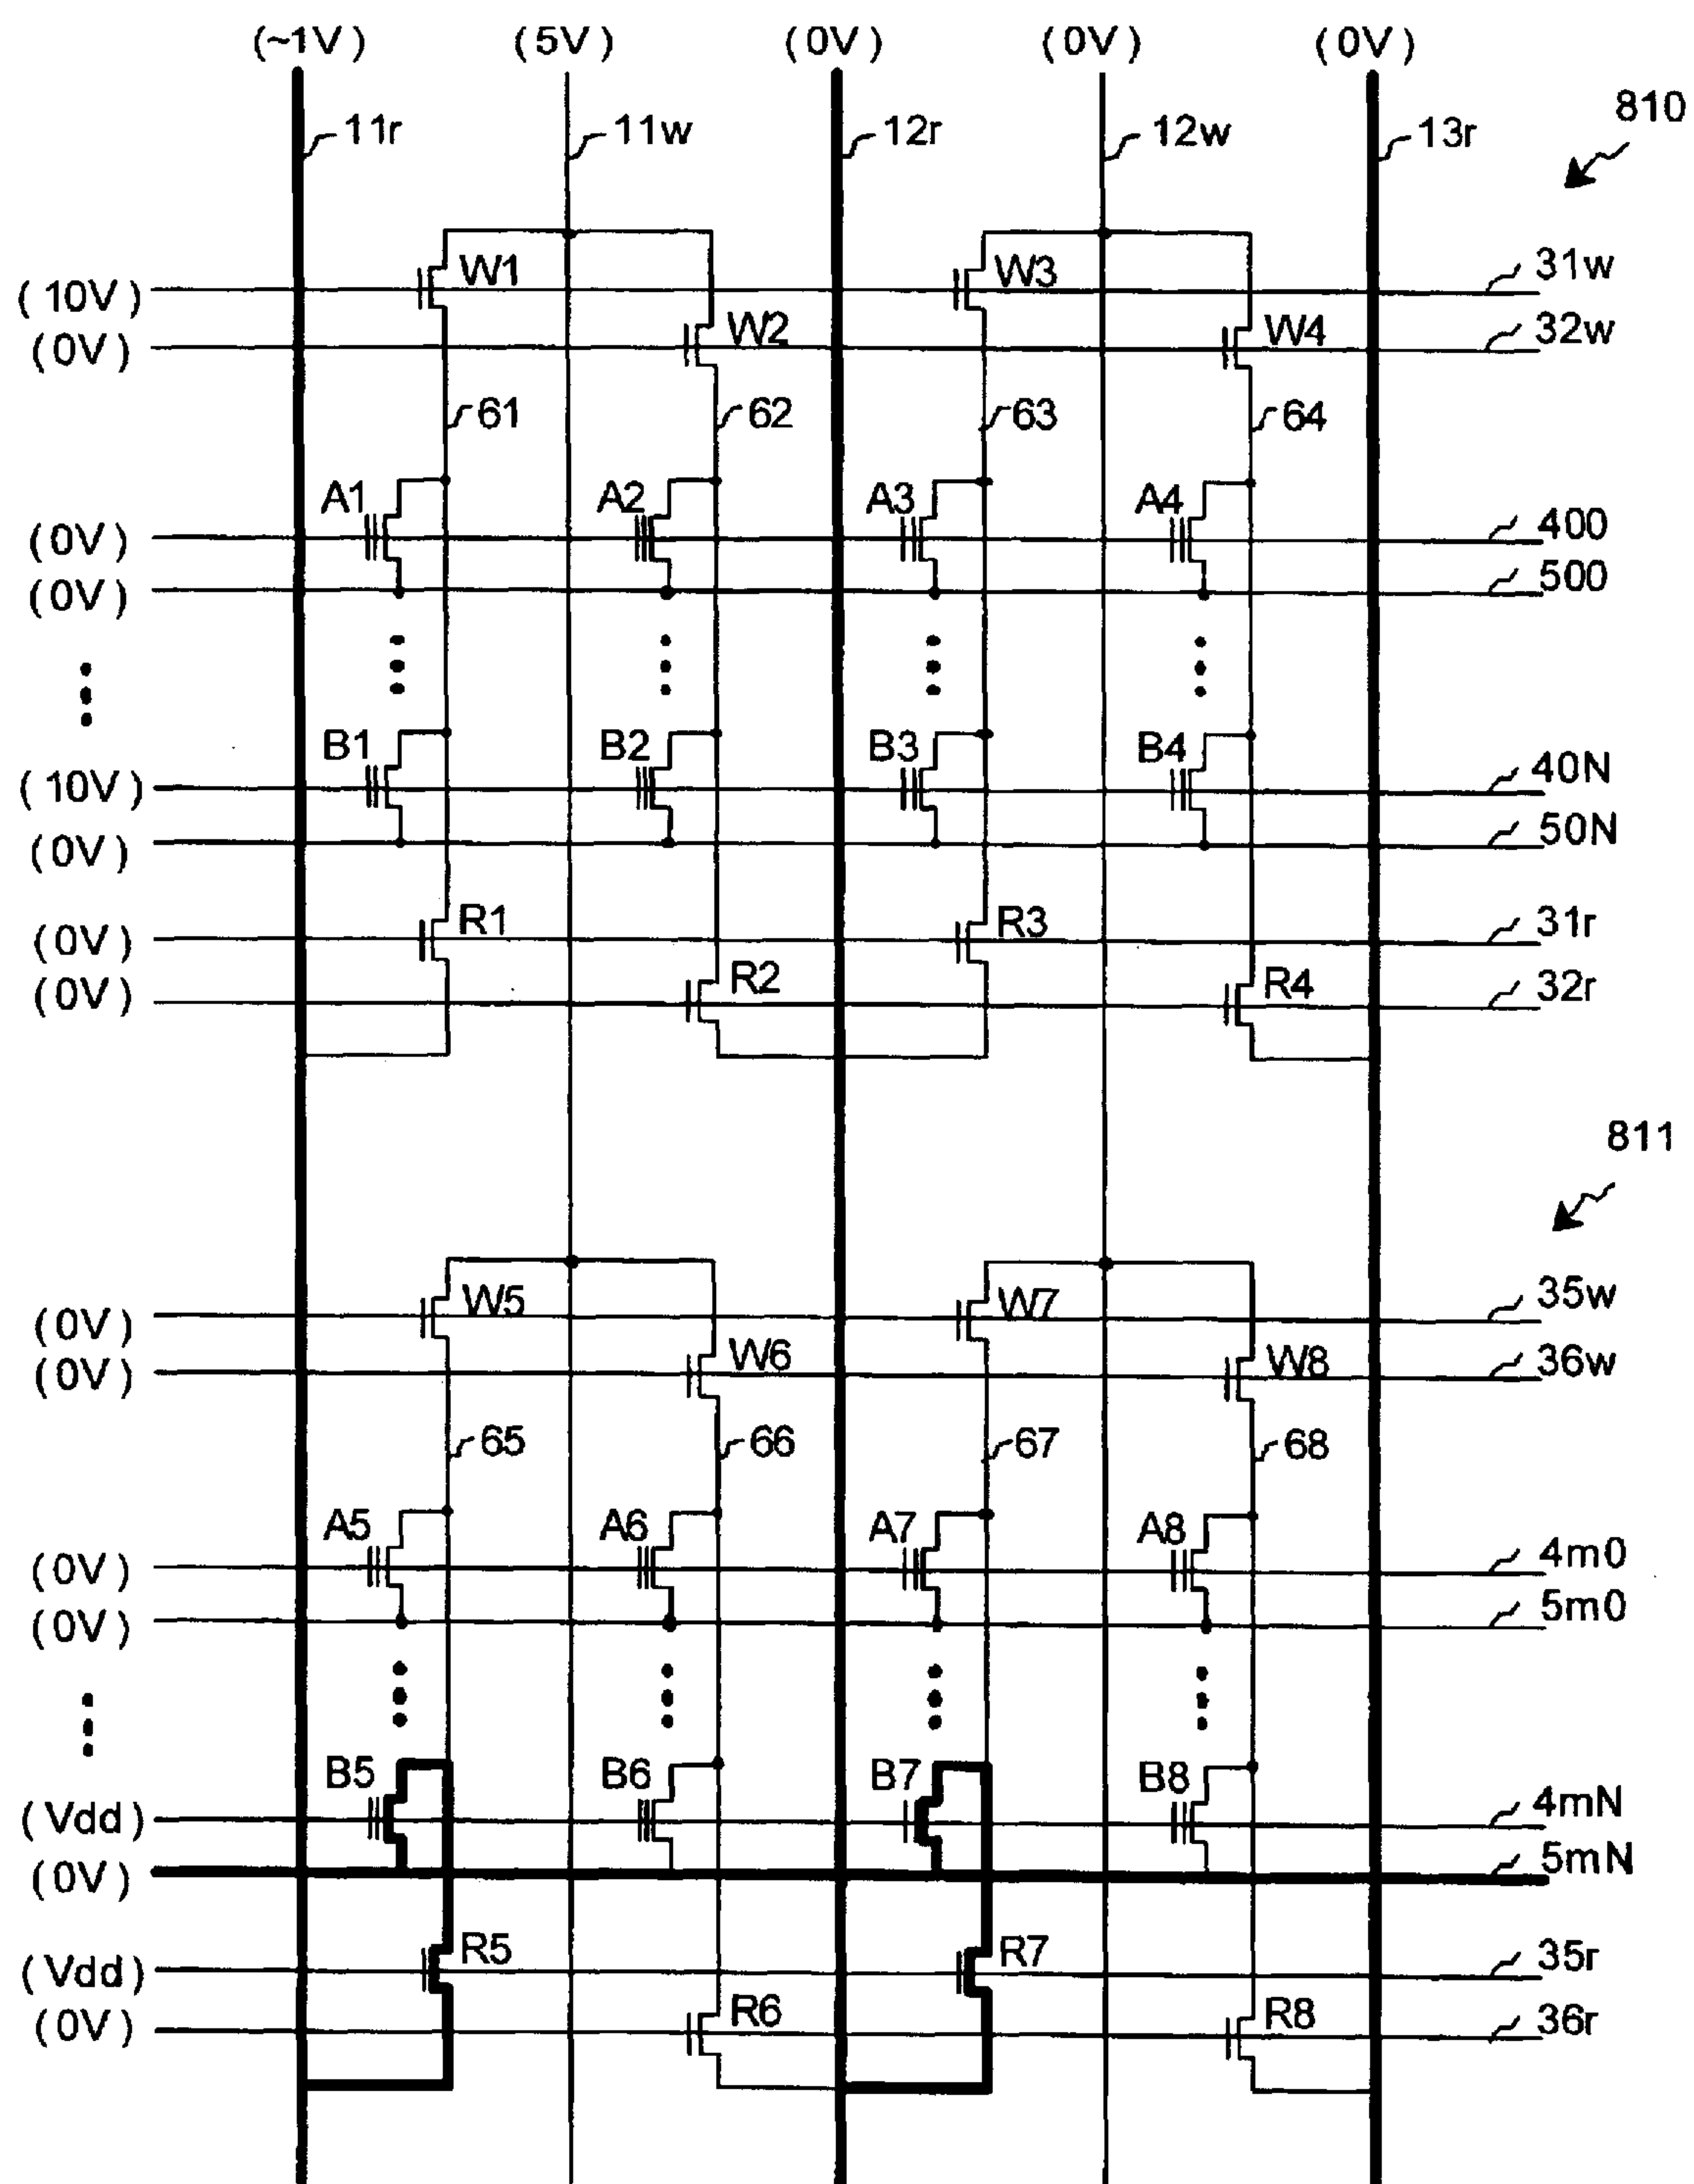 (~1V) (5V) (0V) (0V) (0V)
810
11r 11w 12r 12w 13r
(10V) W1 W3 31w
(0V) W2 W4 32w
61 62 63 64
A1 A2 A3 A4
(0V) 400
(0V) 500
B1 B2 B3 B4
(10V) 40N
(0V) 50N
(0V) R1 R3 31r
(0V) R2 R4 32r
811
(0V) W5 W7 35w
(0V) W6 W8 36w
65 66 67 68
A5 A6 A7 A8
(0V) 4m0
(0V) 5m0
B5 B6 B7 B8
(Vdd) 4mN
(0V) 5mN
(Vdd) R5 R7 35r
(0V) R6 R8 36r